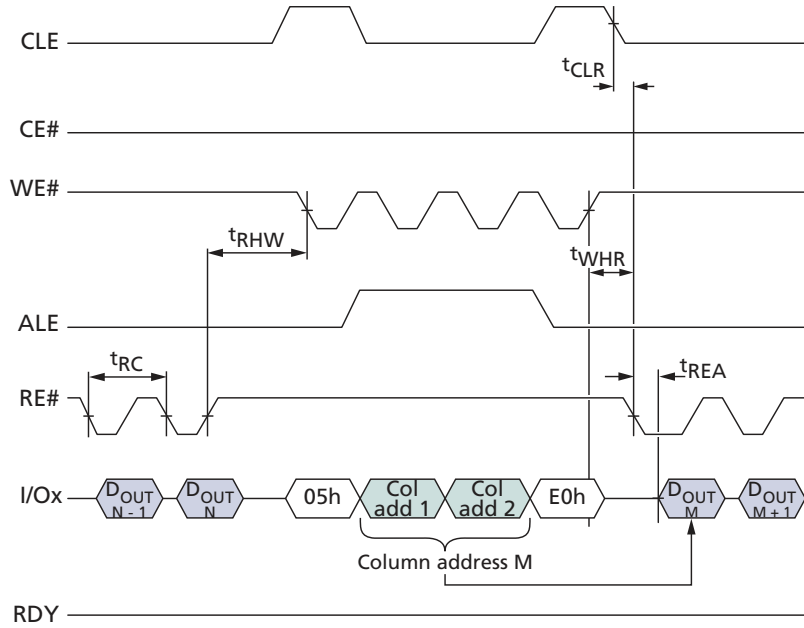 CLE
tCLR
CE#
WE#
tRHW
tWHR
ALE
tRC
tREA
RE#
I/Ox
DOUT
N - 1
DOUT
N
05h
Col
add 1
Col
add 2
E0h
DOUT
M
DOUT
M + 1
Column address M
RDY